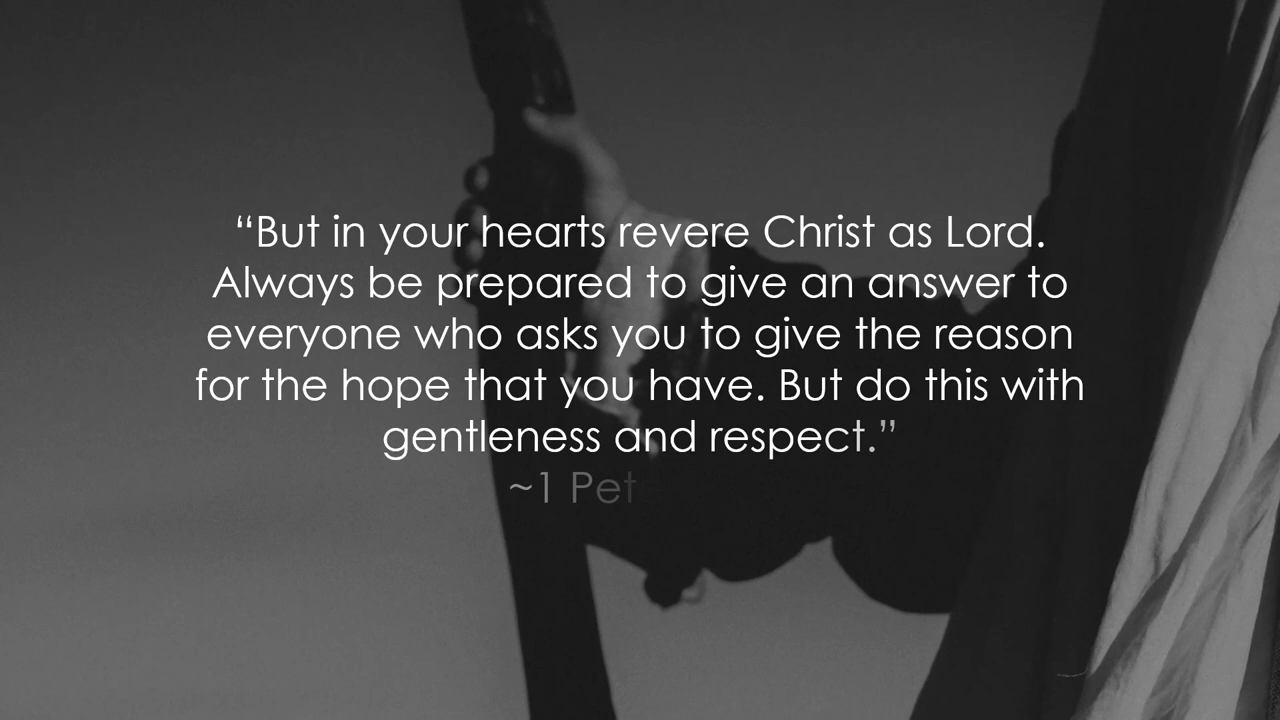 “But in your hearts revere Christ as Lord.
Always be prepared to give an answer to
everyone who asks you to give the reason
for the hope that you have. But do this with
gentleness and respect.”
~1 Pete